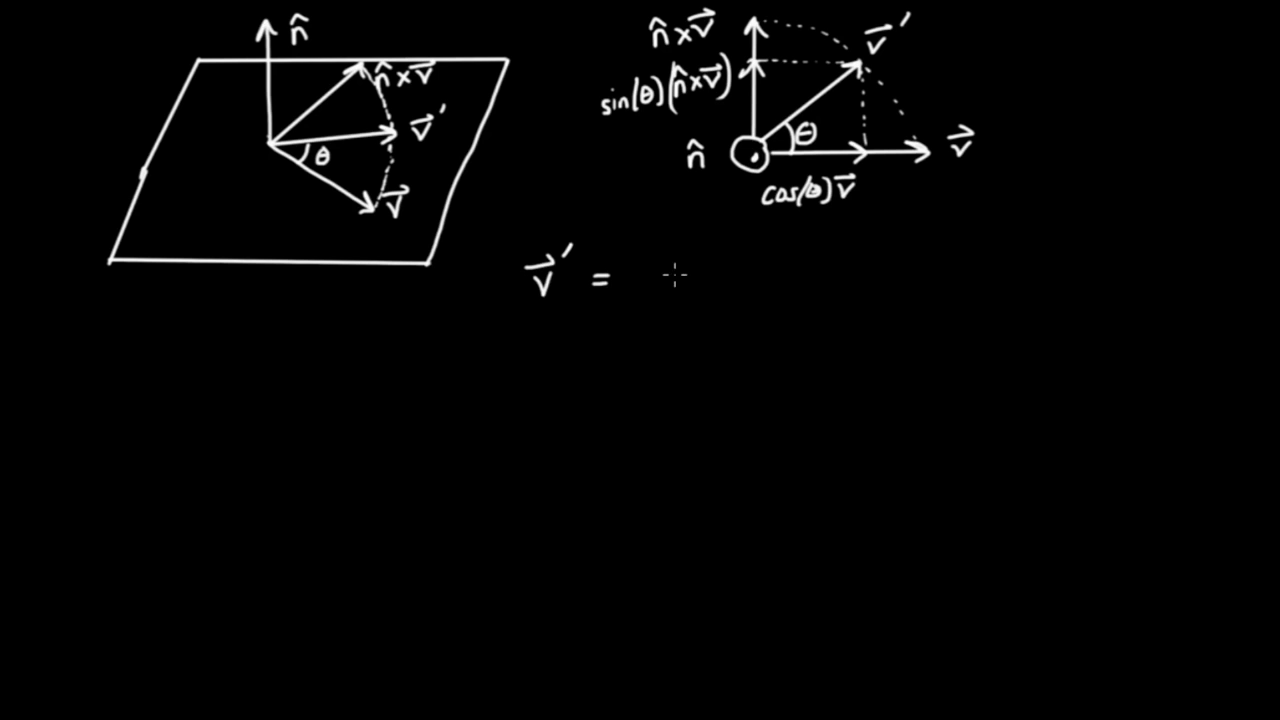 n̂
n̂ × v⃗
v⃗ ′
θ
v⃗
n̂ × v⃗
v⃗ ′
sin(θ)(n̂ × v⃗)
θ
n̂
v⃗
cos(θ) v⃗
v⃗ ′ =